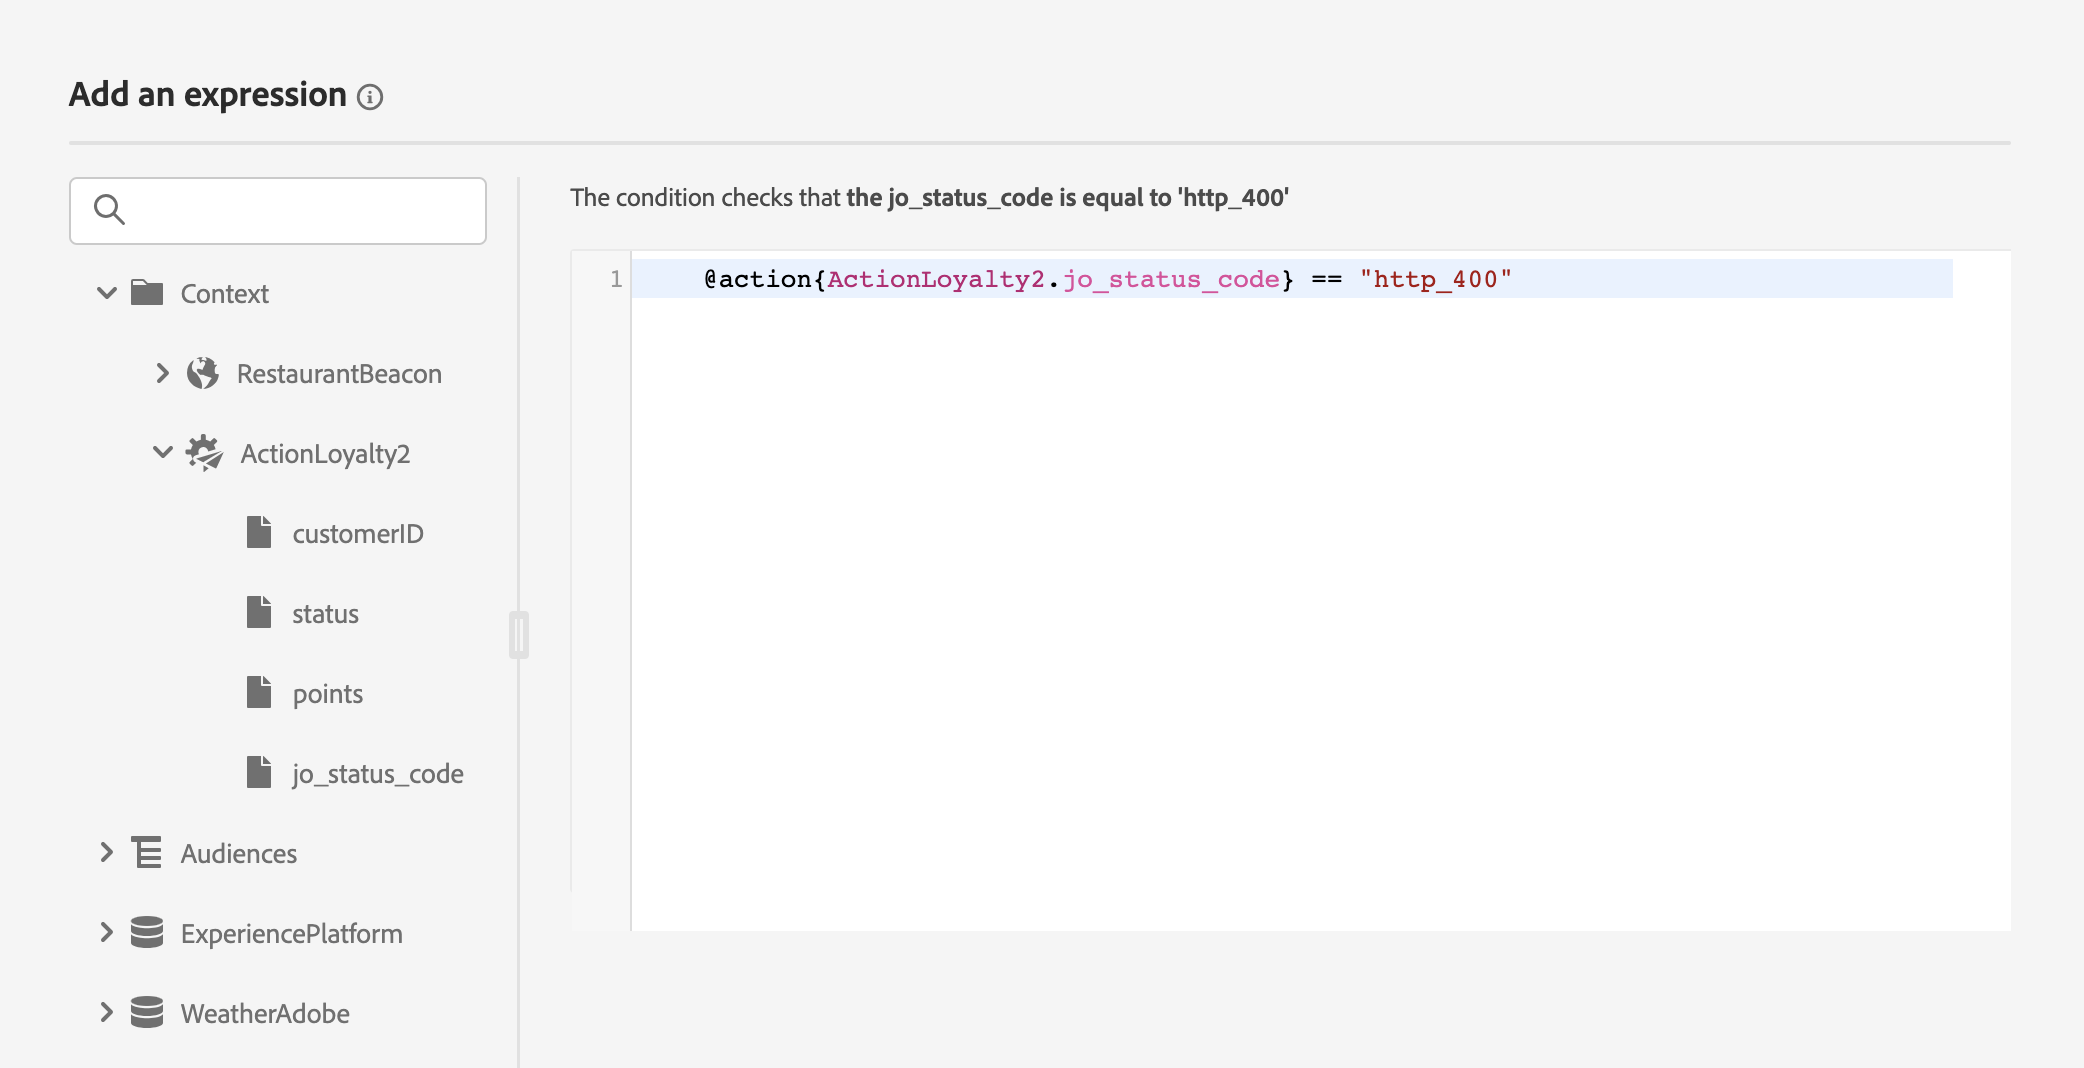 Add an expression
Context
RestaurantBeacon
ActionLoyalty2
customerID
status
points
jo_status_code
Audiences
ExperiencePlatform
WeatherAdobe
The condition checks that the jo_status_code is equal to 'http_400'
1 @action{ActionLoyalty2.jo_status_code} == "http_400"